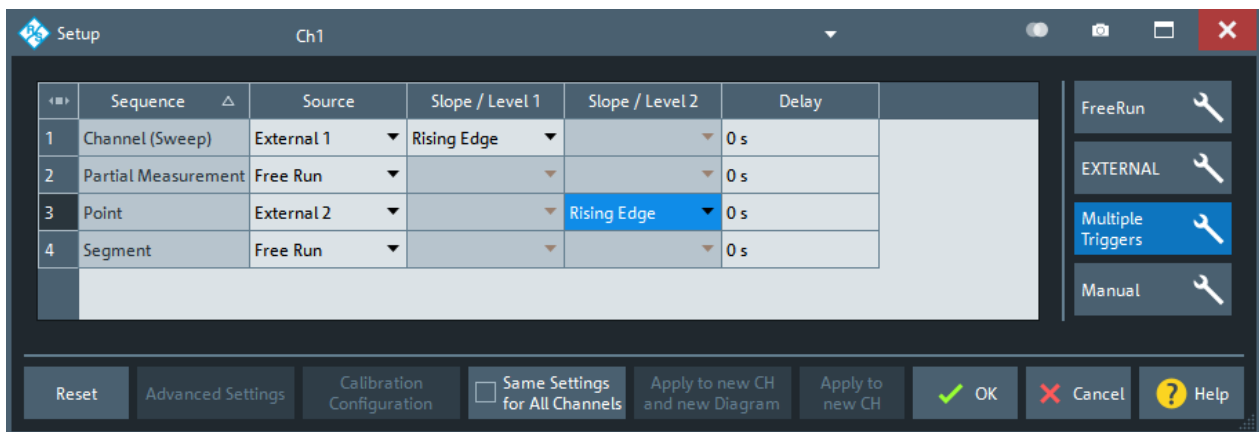 R&S Setup Ch1
Sequence Source Slope / Level 1 Slope / Level 2 Delay
1 Channel (Sweep) External 1 Rising Edge 0 s
2 Partial Measurement Free Run 0 s
3 Point External 2 Rising Edge 0 s
4 Segment Free Run 0 s
FreeRun
EXTERNAL
Multiple
Triggers
Manual
Reset
Advanced Settings
Calibration
Configuration
Same Settings
for All Channels
Apply to new CH
and new Diagram
Apply to
new CH
OK
Cancel
? Help